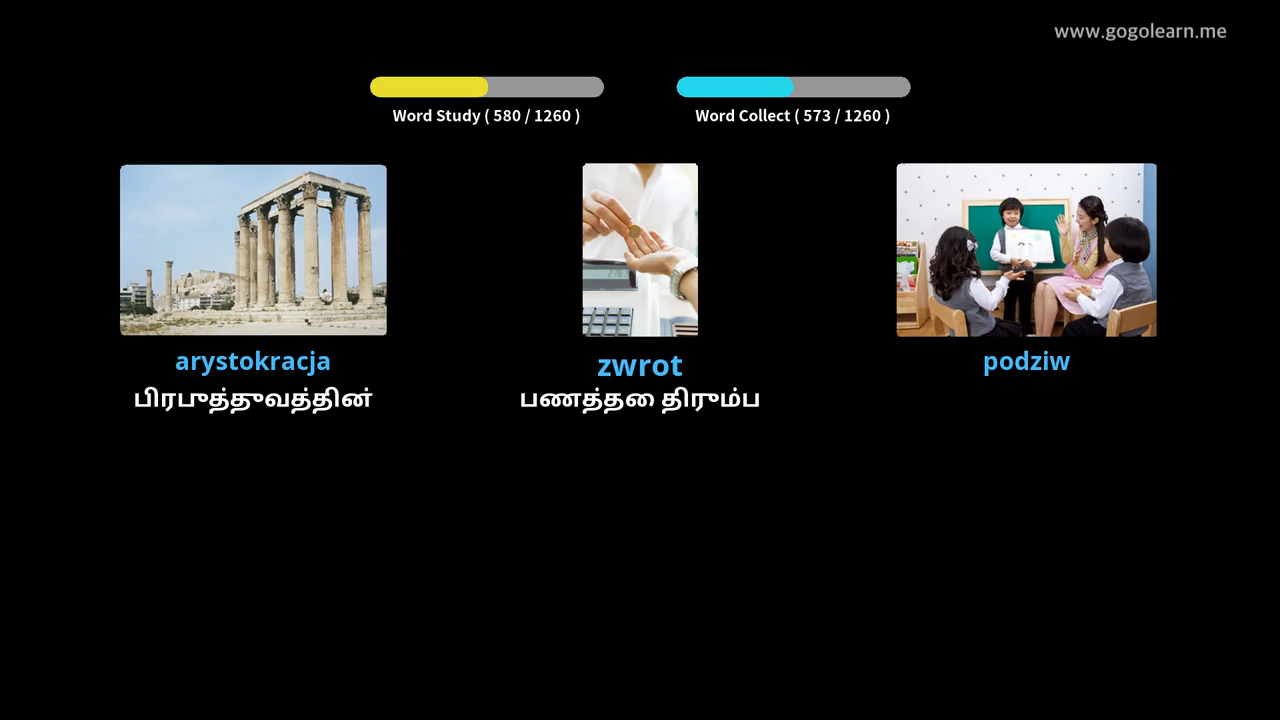 www.gogolearn.me
Word Study ( 580 / 1260 )
Word Collect ( 573 / 1260 )
arystokracja
zwrot
podziw
பிரபுத்துவத்தின்
பணத்தை திரும்ப